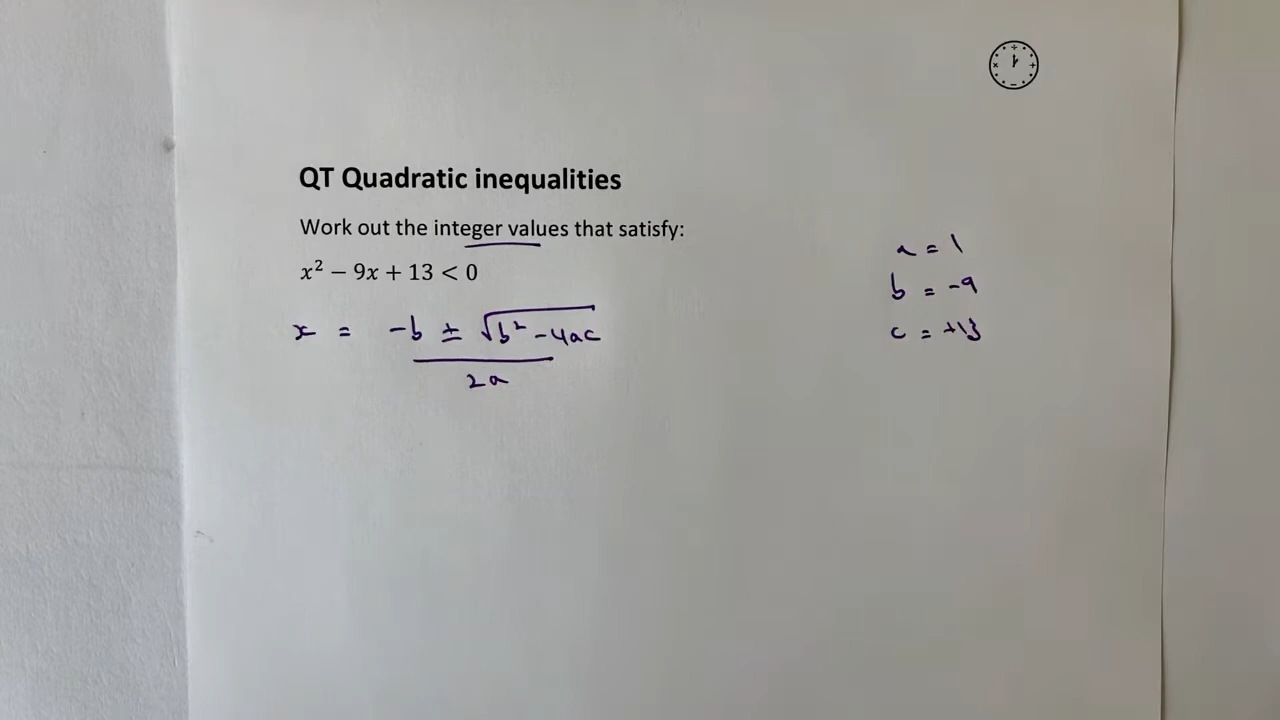 QT Quadratic inequalities
Work out the integer values that satisfy:
x² − 9x + 13 < 0
x = -b ± √b² - 4ac
2a
a = 1
b = -9
c = +13